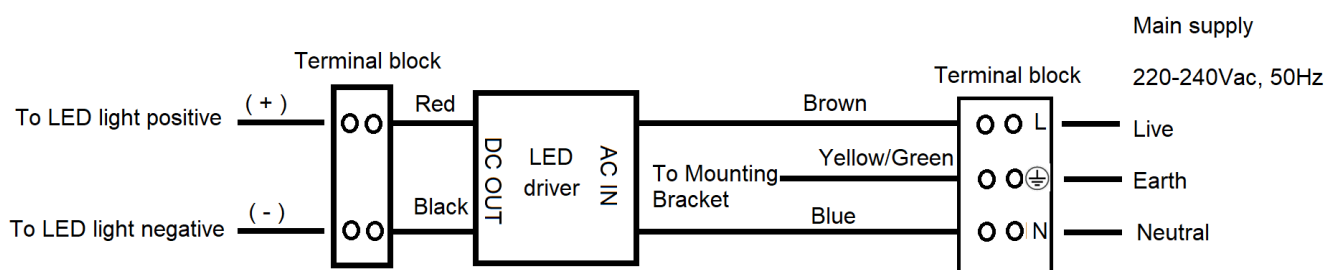 Main supply
Terminal block
Terminal block
220-240Vac, 50Hz
To LED light positive
( + )
Red
Brown
L
Live
DC OUT
LED
driver
AC IN
To Mounting
Bracket
Yellow/Green
Earth
To LED light negative
( - )
Black
Blue
N
Neutral